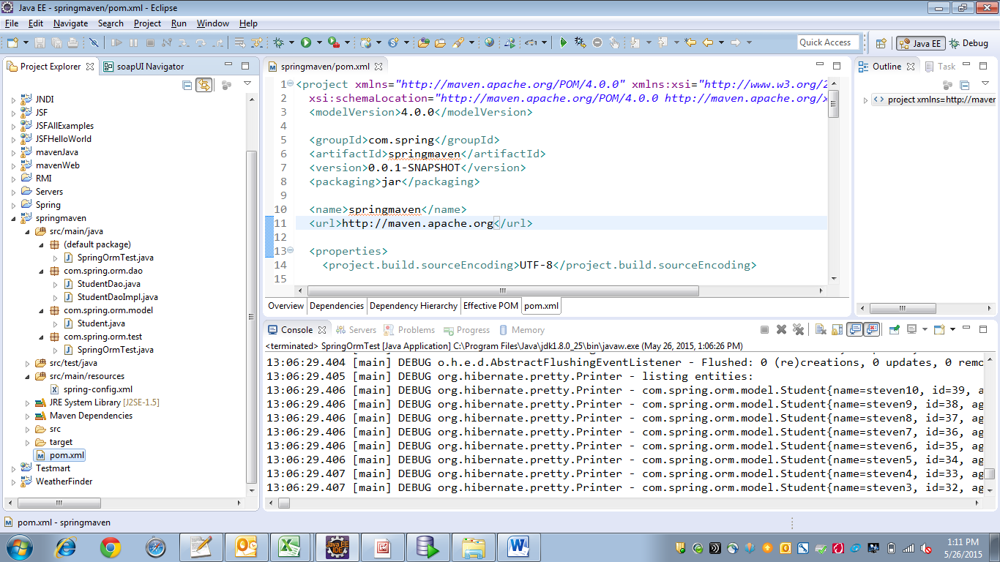 Java EE - springmaven/pom.xml - Eclipse
File Edit Navigate Search Project Run Window Help
Quick Access
Java EE
Debug
Project Explorer
soapUI Navigator
JNDI
JSF
JSFAllExamples
JSFHelloWorld
mavenJava
mavenWeb
RMI
Servers
Spring
springmaven
src/main/java
(default package)
SpringOrmTest.java
com.spring.orm.dao
StudentDao.java
StudentDaoImpl.java
com.spring.orm.model
Student.java
com.spring.orm.test
SpringOrmTest.java
src/test/java
src/main/resources
spring-config.xml
JRE System Library [J2SE-1.5]
Maven Dependencies
src
target
pom.xml
Testmart
WeatherFinder
springmaven/pom.xml
1 <project xmlns="http://maven.apache.org/POM/4.0.0" xmlns:xsi="http://www.w3.org/2
2 xsi:schemaLocation="http://maven.apache.org/POM/4.0.0 http://maven.apache.org/x
3 <modelVersion>4.0.0</modelVersion>
4
5 <groupId>com.spring</groupId>
6 <artifactId>springmaven</artifactId>
7 <version>0.0.1-SNAPSHOT</version>
8 <packaging>jar</packaging>
9
10 <name>springmaven</name>
11 <url>http://maven.apache.org</url>
12
13 <properties>
14 <project.build.sourceEncoding>UTF-8</project.build.sourceEncoding>
15
Overview Dependencies Dependency Hierarchy Effective POM pom.xml
Outline
Task
project xmlns=http://maven
Console Servers Problems Progress Memory
<terminated> SpringOrmTest [Java Application] C:\Program Files\Java\jdk1.8.0_25\bin\javaw.exe (May 26, 2015, 1:06:26 PM)
13:06:29.404 [main] DEBUG o.h.e.d.AbstractFlushingEventListener - Flushed: 0 (re)creations, 0 updates, 0 remo
13:06:29.405 [main] DEBUG org.hibernate.pretty.Printer - listing entities:
13:06:29.406 [main] DEBUG org.hibernate.pretty.Printer - com.spring.orm.model.Student{name=steven10, id=39, a
13:06:29.406 [main] DEBUG org.hibernate.pretty.Printer - com.spring.orm.model.Student{name=steven9, id=38, ag
13:06:29.406 [main] DEBUG org.hibernate.pretty.Printer - com.spring.orm.model.Student{name=steven8, id=37, ag
13:06:29.406 [main] DEBUG org.hibernate.pretty.Printer - com.spring.orm.model.Student{name=steven7, id=36, ag
13:06:29.406 [main] DEBUG org.hibernate.pretty.Printer - com.spring.orm.model.Student{name=steven6, id=35, ag
13:06:29.406 [main] DEBUG org.hibernate.pretty.Printer - com.spring.orm.model.Student{name=steven5, id=34, ag
13:06:29.407 [main] DEBUG org.hibernate.pretty.Printer - com.spring.orm.model.Student{name=steven4, id=33, ag
13:06:29.407 [main] DEBUG org.hibernate.pretty.Printer - com.spring.orm.model.Student{name=steven3, id=32, ag
pom.xml - springmaven
Java EE
IDE
1:11 PM
5/26/2015